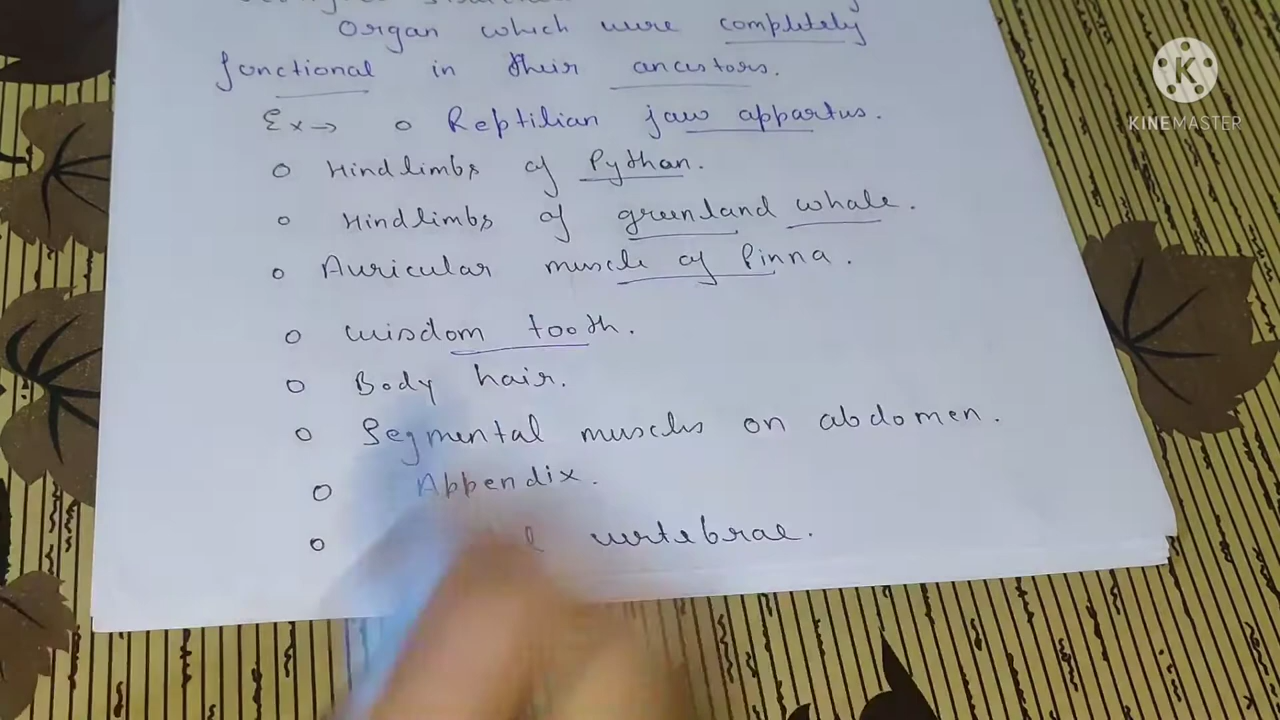 Organ which were completely
functional in their ancestors.
Ex→ o Reptilian jaw appartus.
o Hindlimbs of Python.
o Hindlimbs of greenland whale.
o Auricular muscle of Pinna.
o wisdom tooth.
o Body hair.
o Segmental muscles on abdomen.
o Appendix.
o vertebrae.
K
KINEMASTER